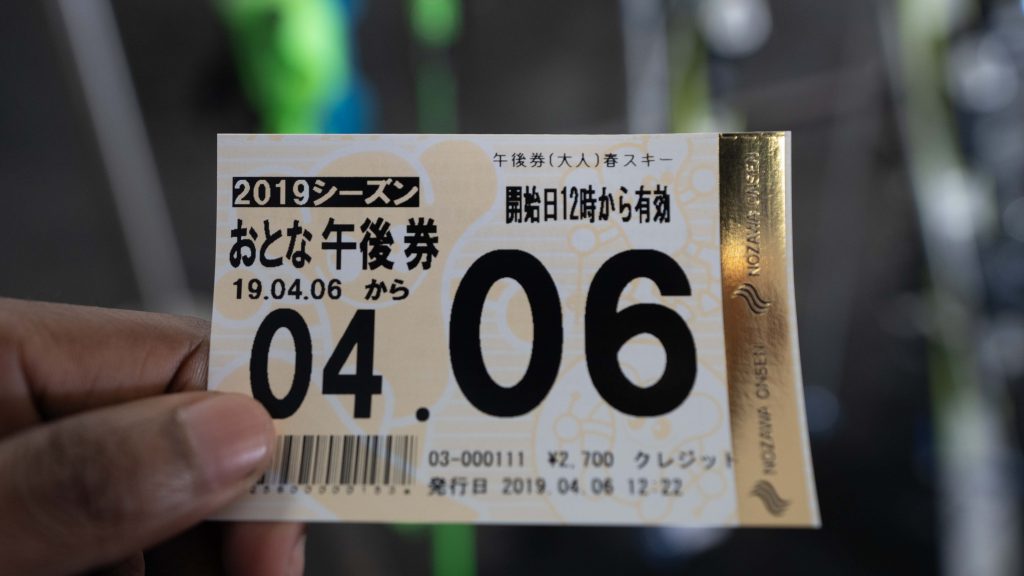 午後券(大人)春スキー
2019シーズン
開始日12時から有効
おとな 午後 券
19.04.06 から
04.06
03-000111 ¥2,700 クレジット
発行日 2019.04.06 12:22
NOZAWA ONSEN
NOZAWA ONSEN